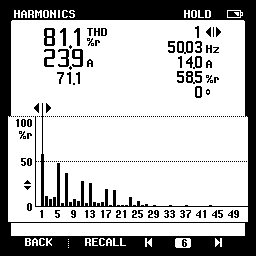 HARMONICS HOLD
81.1 THD %r 1
50.03 Hz
23.9 A 14.0 A
71.1 58.5 %r
0 °
100
%r
50
0
1 5 9 13 17 21 25 29 33 37 41 45 49
BACK RECALL 6